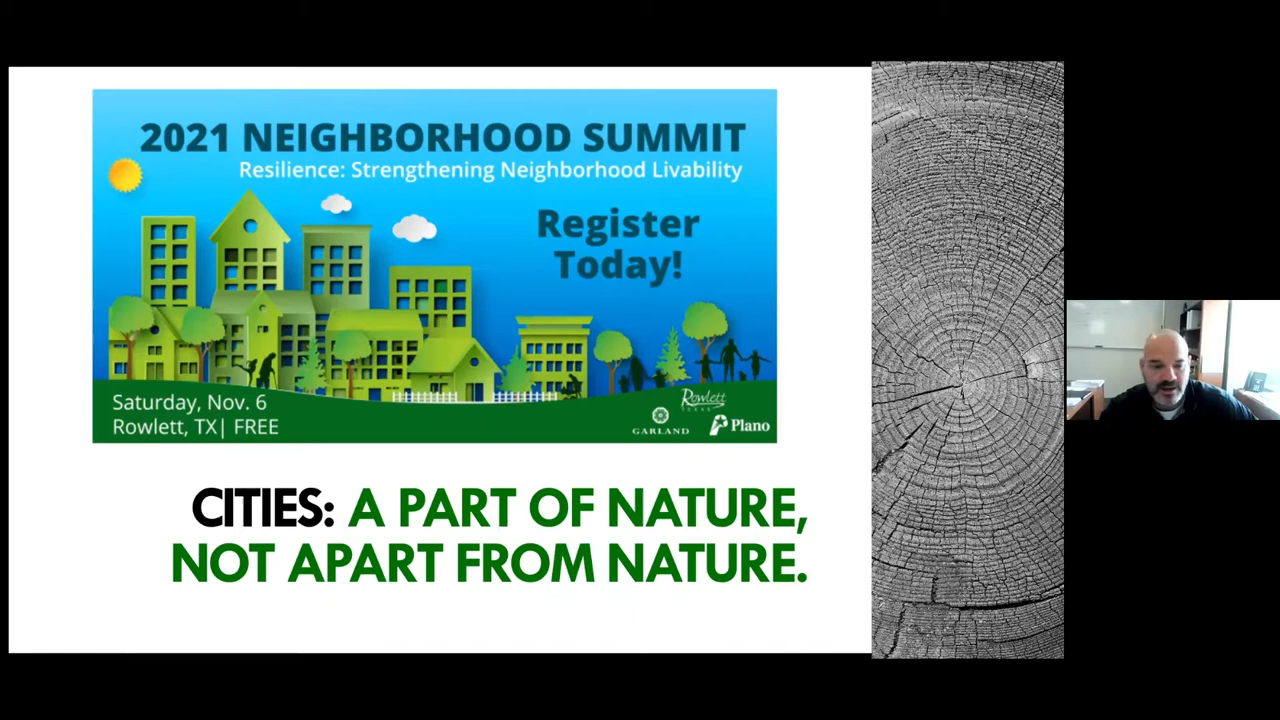 2021 NEIGHBORHOOD SUMMIT
Resilience: Strengthening Neighborhood Livability
Register
Today!
Saturday, Nov. 6
Rowlett, TX| FREE
Rowlett
TEXAS
GARLAND
Plano
CITIES: A PART OF NATURE,
NOT APART FROM NATURE.